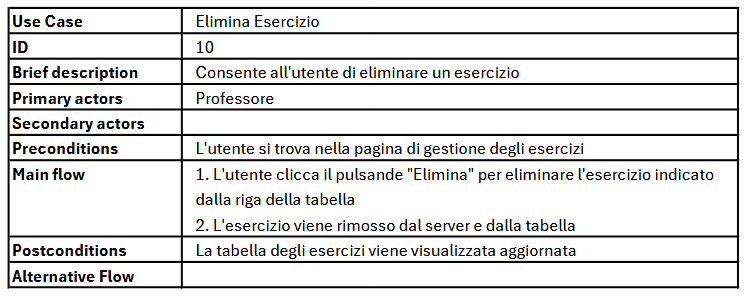 Use Case Elimina Esercizio
ID 10
Brief description Consente all'utente di eliminare un esercizio
Primary actors Professore
Secondary actors
Preconditions L'utente si trova nella pagina di gestione degli esercizi
Main flow 1. L'utente clicca il pulsande "Elimina" per eliminare l'esercizio indicato
dalla riga della tabella
2. L'esercizio viene rimosso dal server e dalla tabella
Postconditions La tabella degli esercizi viene visualizzata aggiornata
Alternative Flow